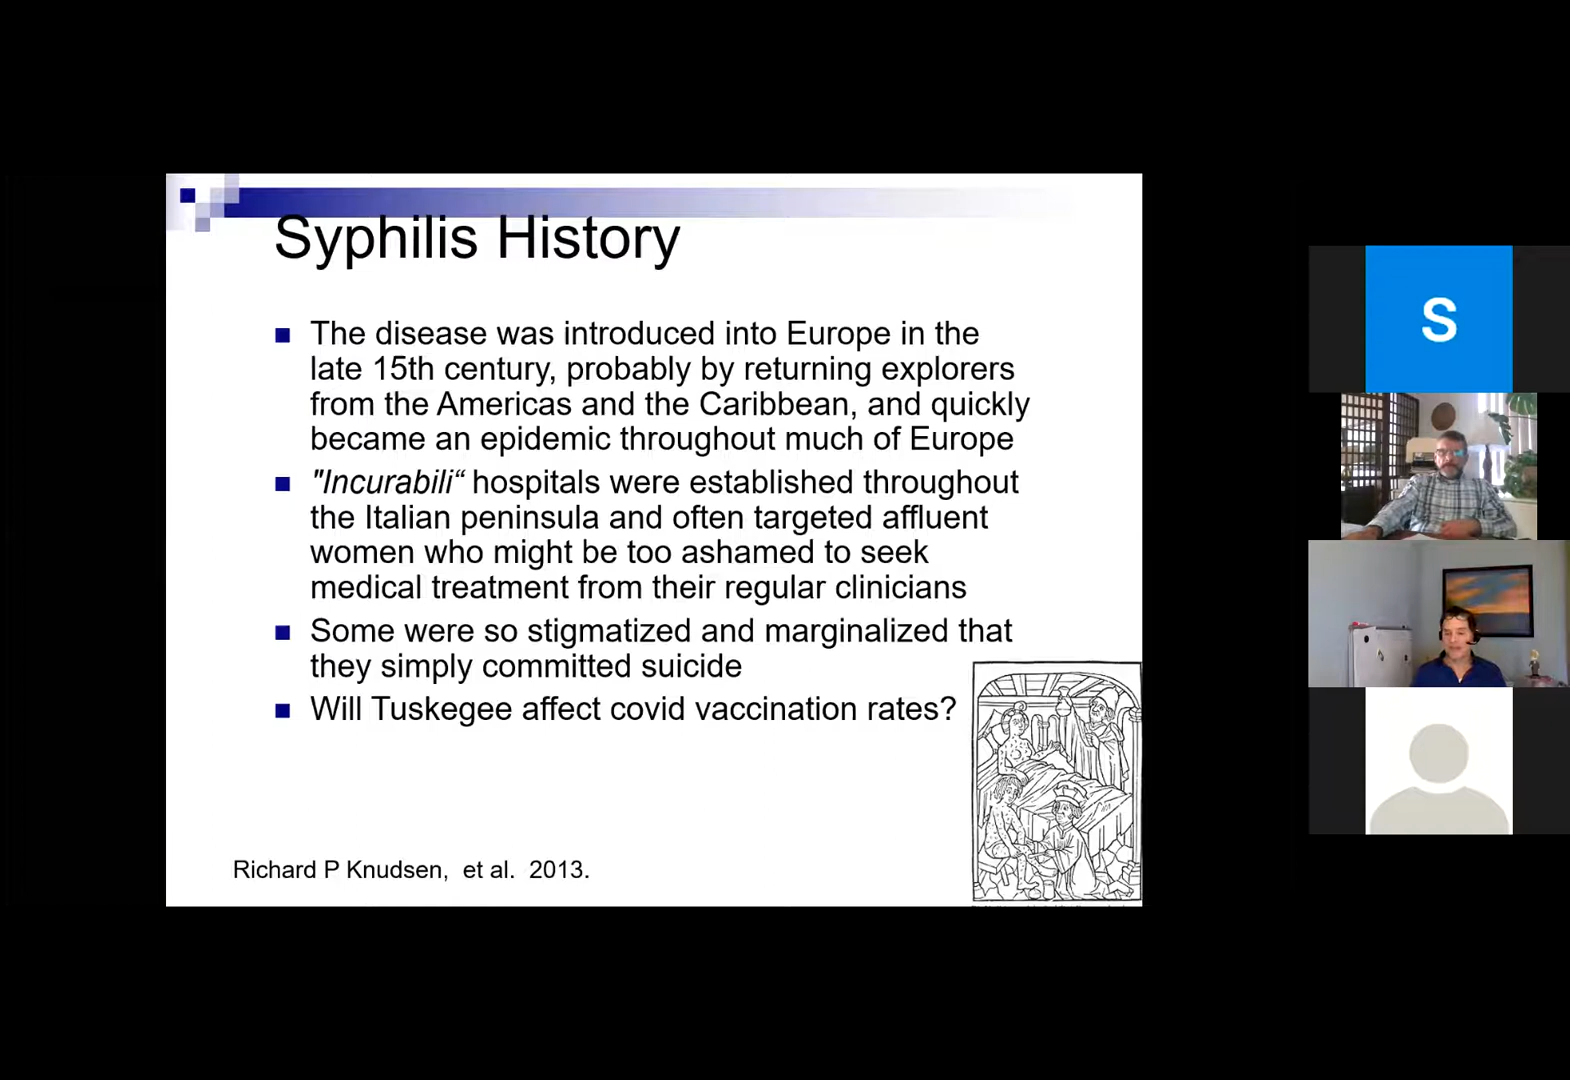 Syphilis History
The disease was introduced into Europe in the
late 15th century, probably by returning explorers
from the Americas and the Caribbean, and quickly
became an epidemic throughout much of Europe
"Incurabili“ hospitals were established throughout
the Italian peninsula and often targeted affluent
women who might be too ashamed to seek
medical treatment from their regular clinicians
Some were so stigmatized and marginalized that
they simply committed suicide
Will Tuskegee affect covid vaccination rates?
Richard P Knudsen, et al. 2013.
S